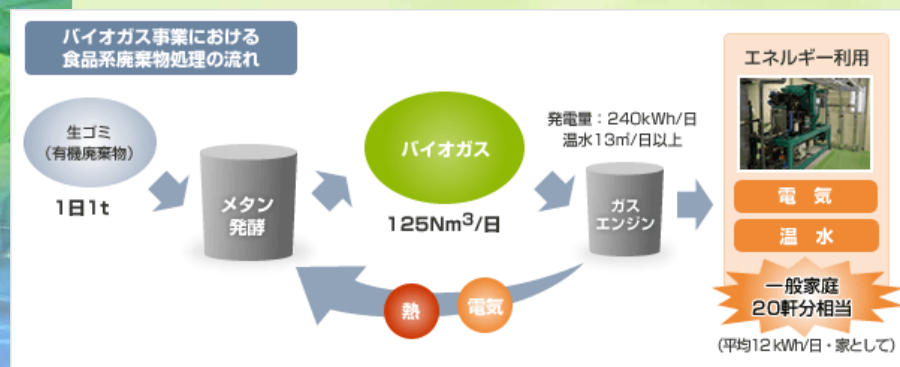 バイオガス事業における
食品系廃棄物処理の流れ
生ゴミ
（有機廃棄物）
1日1t
メタン
発酵
バイオガス
125Nm³/日
発電量：240kWh/日
温水13㎥/日以上
ガス
エンジン
熱
電気
エネルギー利用
電　気
温　水
一般家庭
20軒分相当
（平均12kWh/日・家として）